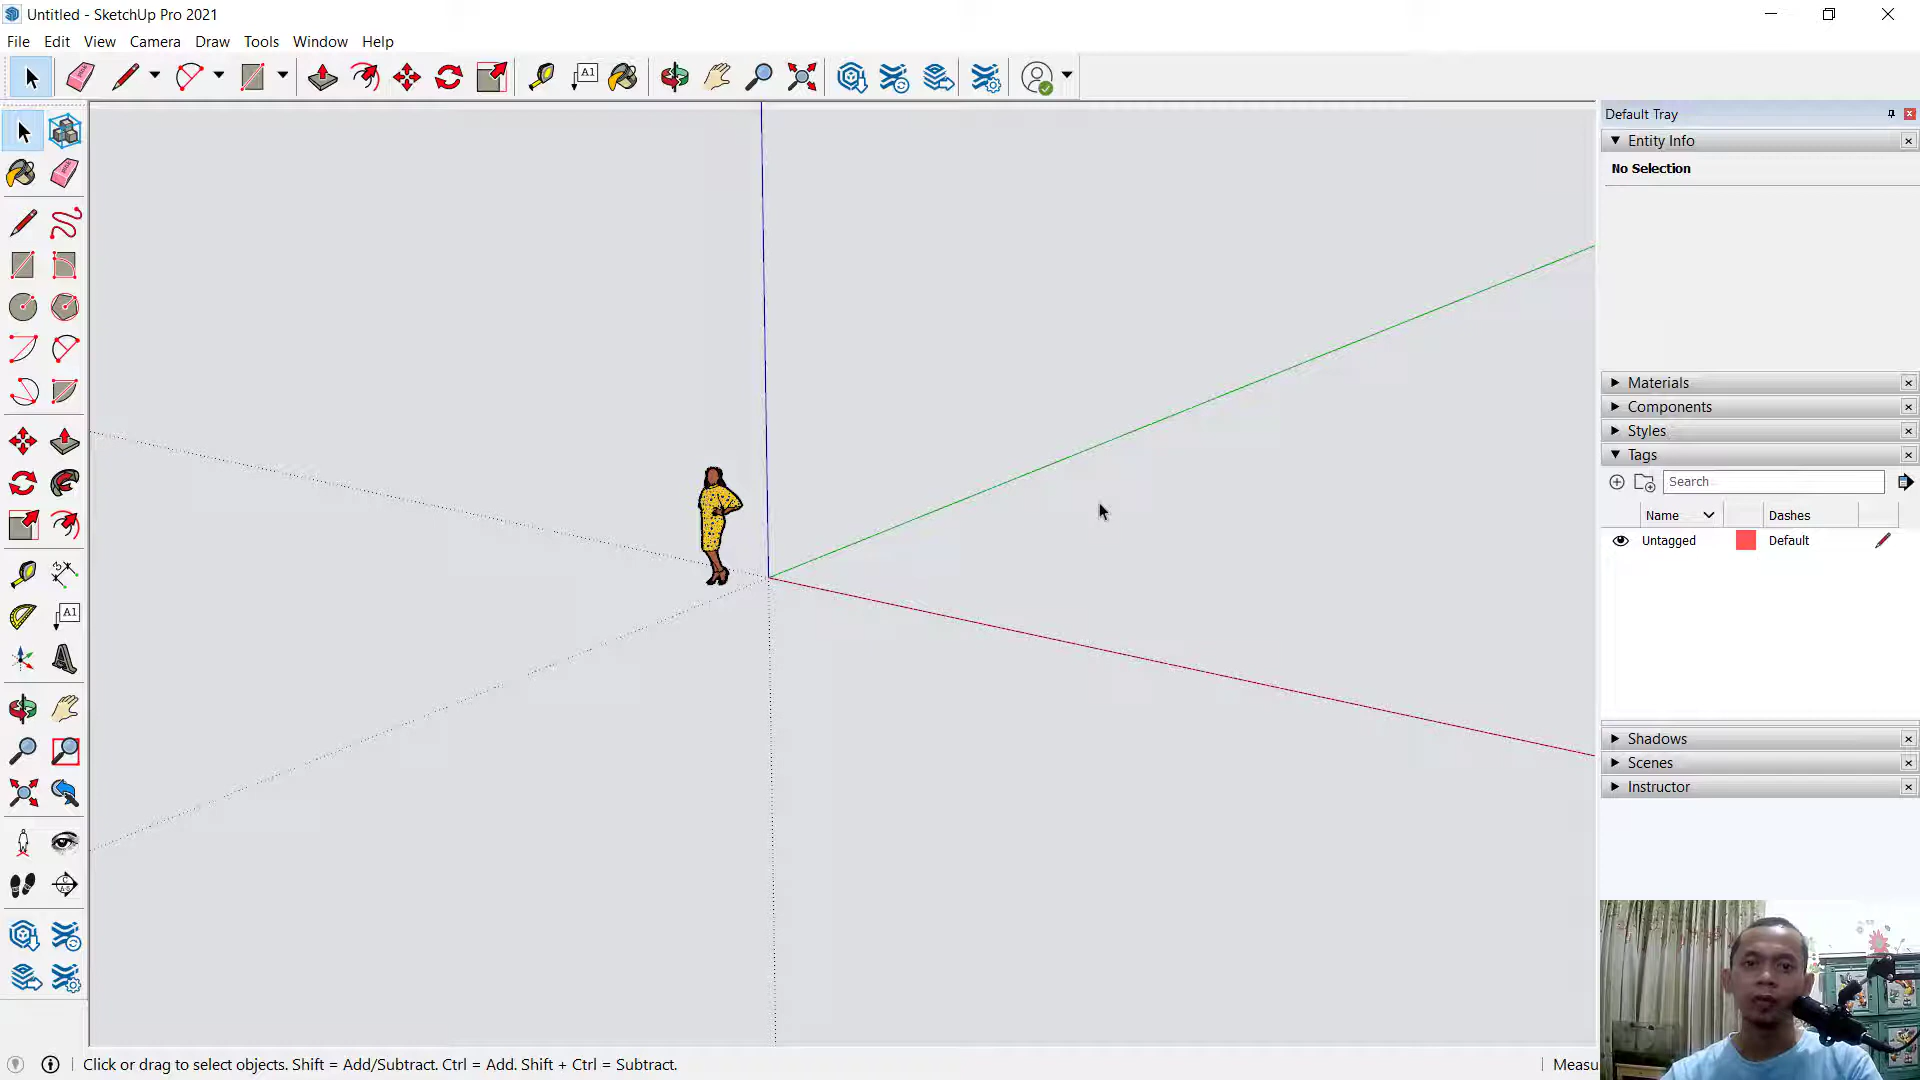 Untitled - SketchUp Pro 2021
File Edit View Camera Draw Tools Window Help
A1
Default Tray
Entity Info
No Selection
Materials
Components
Styles
Tags
Search
Name Dashes
Untagged Default
A1
Shadows
Scenes
Instructor
Click or drag to select objects. Shift = Add/Subtract. Ctrl = Add. Shift + Ctrl = Subtract.
Measu